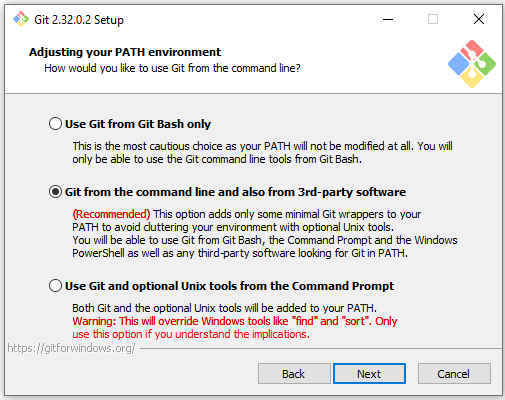 Git 2.32.0.2 Setup
Adjusting your PATH environment
How would you like to use Git from the command line?
Use Git from Git Bash only
This is the most cautious choice as your PATH will not be modified at all. You will
only be able to use the Git command line tools from Git Bash.
Git from the command line and also from 3rd-party software
(Recommended) This option adds only some minimal Git wrappers to your
PATH to avoid cluttering your environment with optional Unix tools.
You will be able to use Git from Git Bash, the Command Prompt and the Windows
PowerShell as well as any third-party software looking for Git in PATH.
Use Git and optional Unix tools from the Command Prompt
Both Git and the optional Unix tools will be added to your PATH.
Warning: This will override Windows tools like "find" and "sort". Only
use this option if you understand the implications.
https://gitforwindows.org/
Back
Next
Cancel